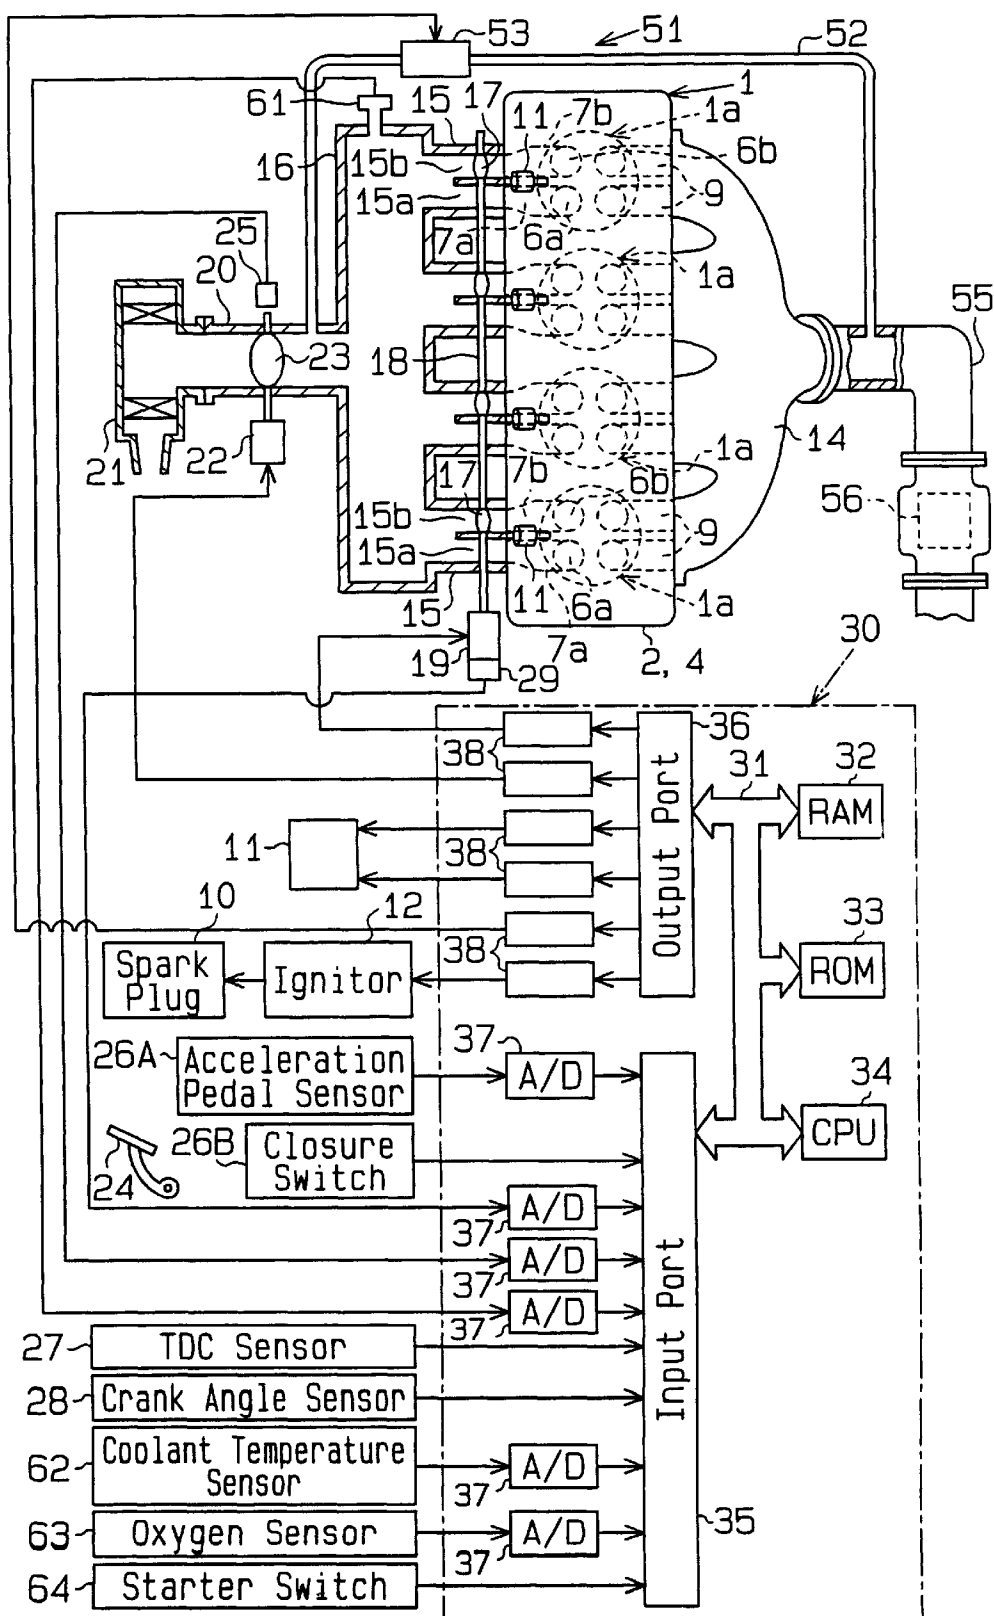 53
51
52
61
15
17
11
7b
1
1a
6b
16
15b
15a
9
7a
6a
25
20
1a
55
23
18
14
21
22
17
7b
6b
1a
56
15b
15a
9
15
11
6a
1a
19
29
7a
2, 4
30
36
38
31
32
RAM
Output Port
11
38
10
12
33
Spark
Plug
Ignitor
38
ROM
26A
Acceleration
Pedal Sensor
37
A/D
34
CPU
24
26B
Closure
Switch
A/D
37
A/D
37
A/D
37
Input Port
27
TDC Sensor
28
Crank Angle Sensor
62
Coolant Temperature
Sensor
A/D
37
63
Oxygen Sensor
A/D
37
35
64
Starter Switch